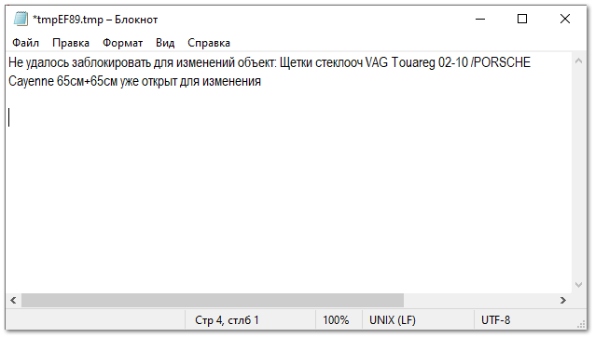 *tmpEF89.tmp – Блокнот
Файл Правка Формат Вид Справка
Не удалось заблокировать для изменений объект: Щетки стеклооч VAG Touareg 02-10 /PORSCHE
Cayenne 65см+65см уже открыт для изменения
Стр 4, стлб 1 100% UNIX (LF) UTF-8